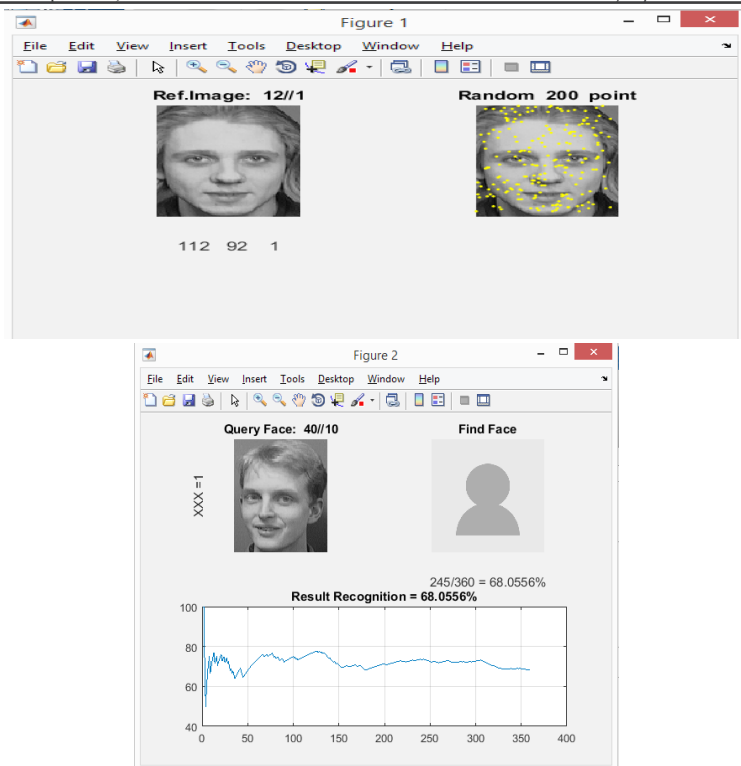 Figure 1
File Edit View Insert Tools Desktop Window Help
Ref.Image: 12//1
Random 200 point
112 92 1
Figure 2
File Edit View Insert Tools Desktop Window Help
Query Face: 40//10
Find Face
XXX =1
245/360 = 68.0556%
Result Recognition = 68.0556%
100
80
60
40
0 50 100 150 200 250 300 350 400